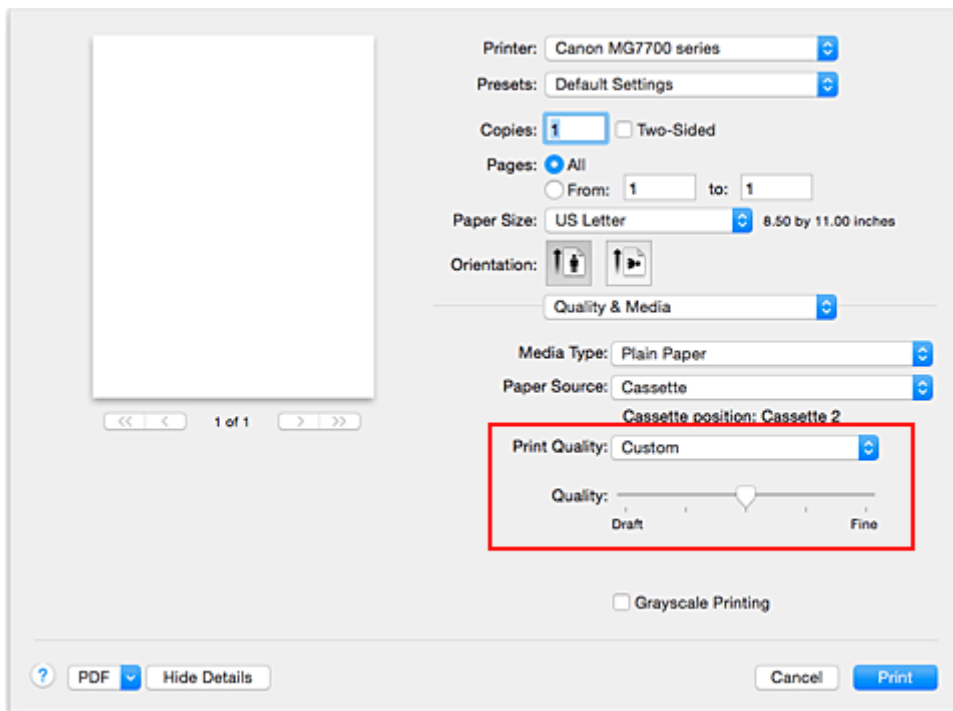 Printer: Canon MG7700 series
Presets: Default Settings
Copies: 1 Two-Sided
Pages: All
From: 1 to: 1
Paper Size: US Letter 8.50 by 11.00 inches
Orientation:
Quality & Media
Media Type: Plain Paper
Paper Source: Cassette
Cassette position: Cassette 2
<< < 1 of 1 > >>
Print Quality: Custom
Quality:
Draft Fine
Grayscale Printing
? PDF Hide Details Cancel Print